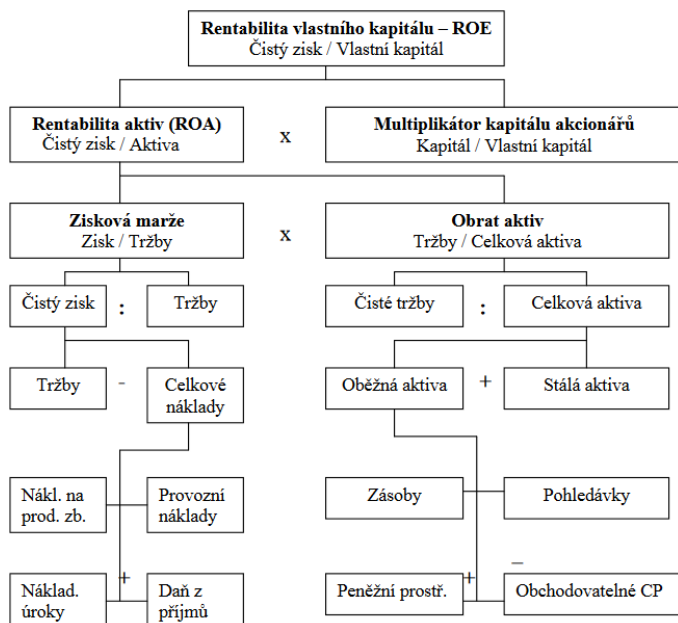 Rentabilita vlastního kapitálu – ROE
Čistý zisk / Vlastní kapitál
Rentabilita aktiv (ROA)
Čistý zisk / Aktiva
x
Multiplikátor kapitálu akcionářů
Kapitál / Vlastní kapitál
Zisková marže
Zisk / Tržby
x
Obrat aktiv
Tržby / Celková aktiva
Čistý zisk
:
Tržby
Čisté tržby
:
Celková aktiva
Tržby
-
Celkové
náklady
Oběžná aktiva
+
Stálá aktiva
Nákl. na
prod. zb.
Provozní
náklady
Zásoby
Pohledávky
Náklad.
úroky
+
Daň z
příjmů
Peněžní prostř.
+
–
Obchodovatelné CP